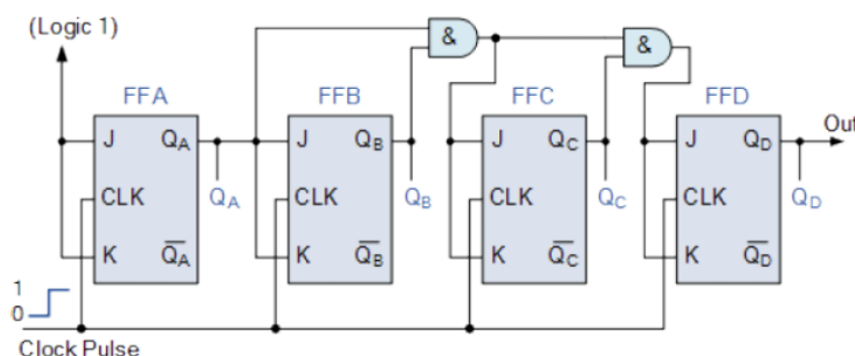 (Logic 1)
& &
FFA FFB FFC FFD
J Q_A J Q_B J Q_C J Q_D Out
CLK Q_A CLK Q_B CLK Q_C CLK Q_D
K Q̅_A K Q̅_B K Q̅_C K Q̅_D
1
0
Clock Pulse